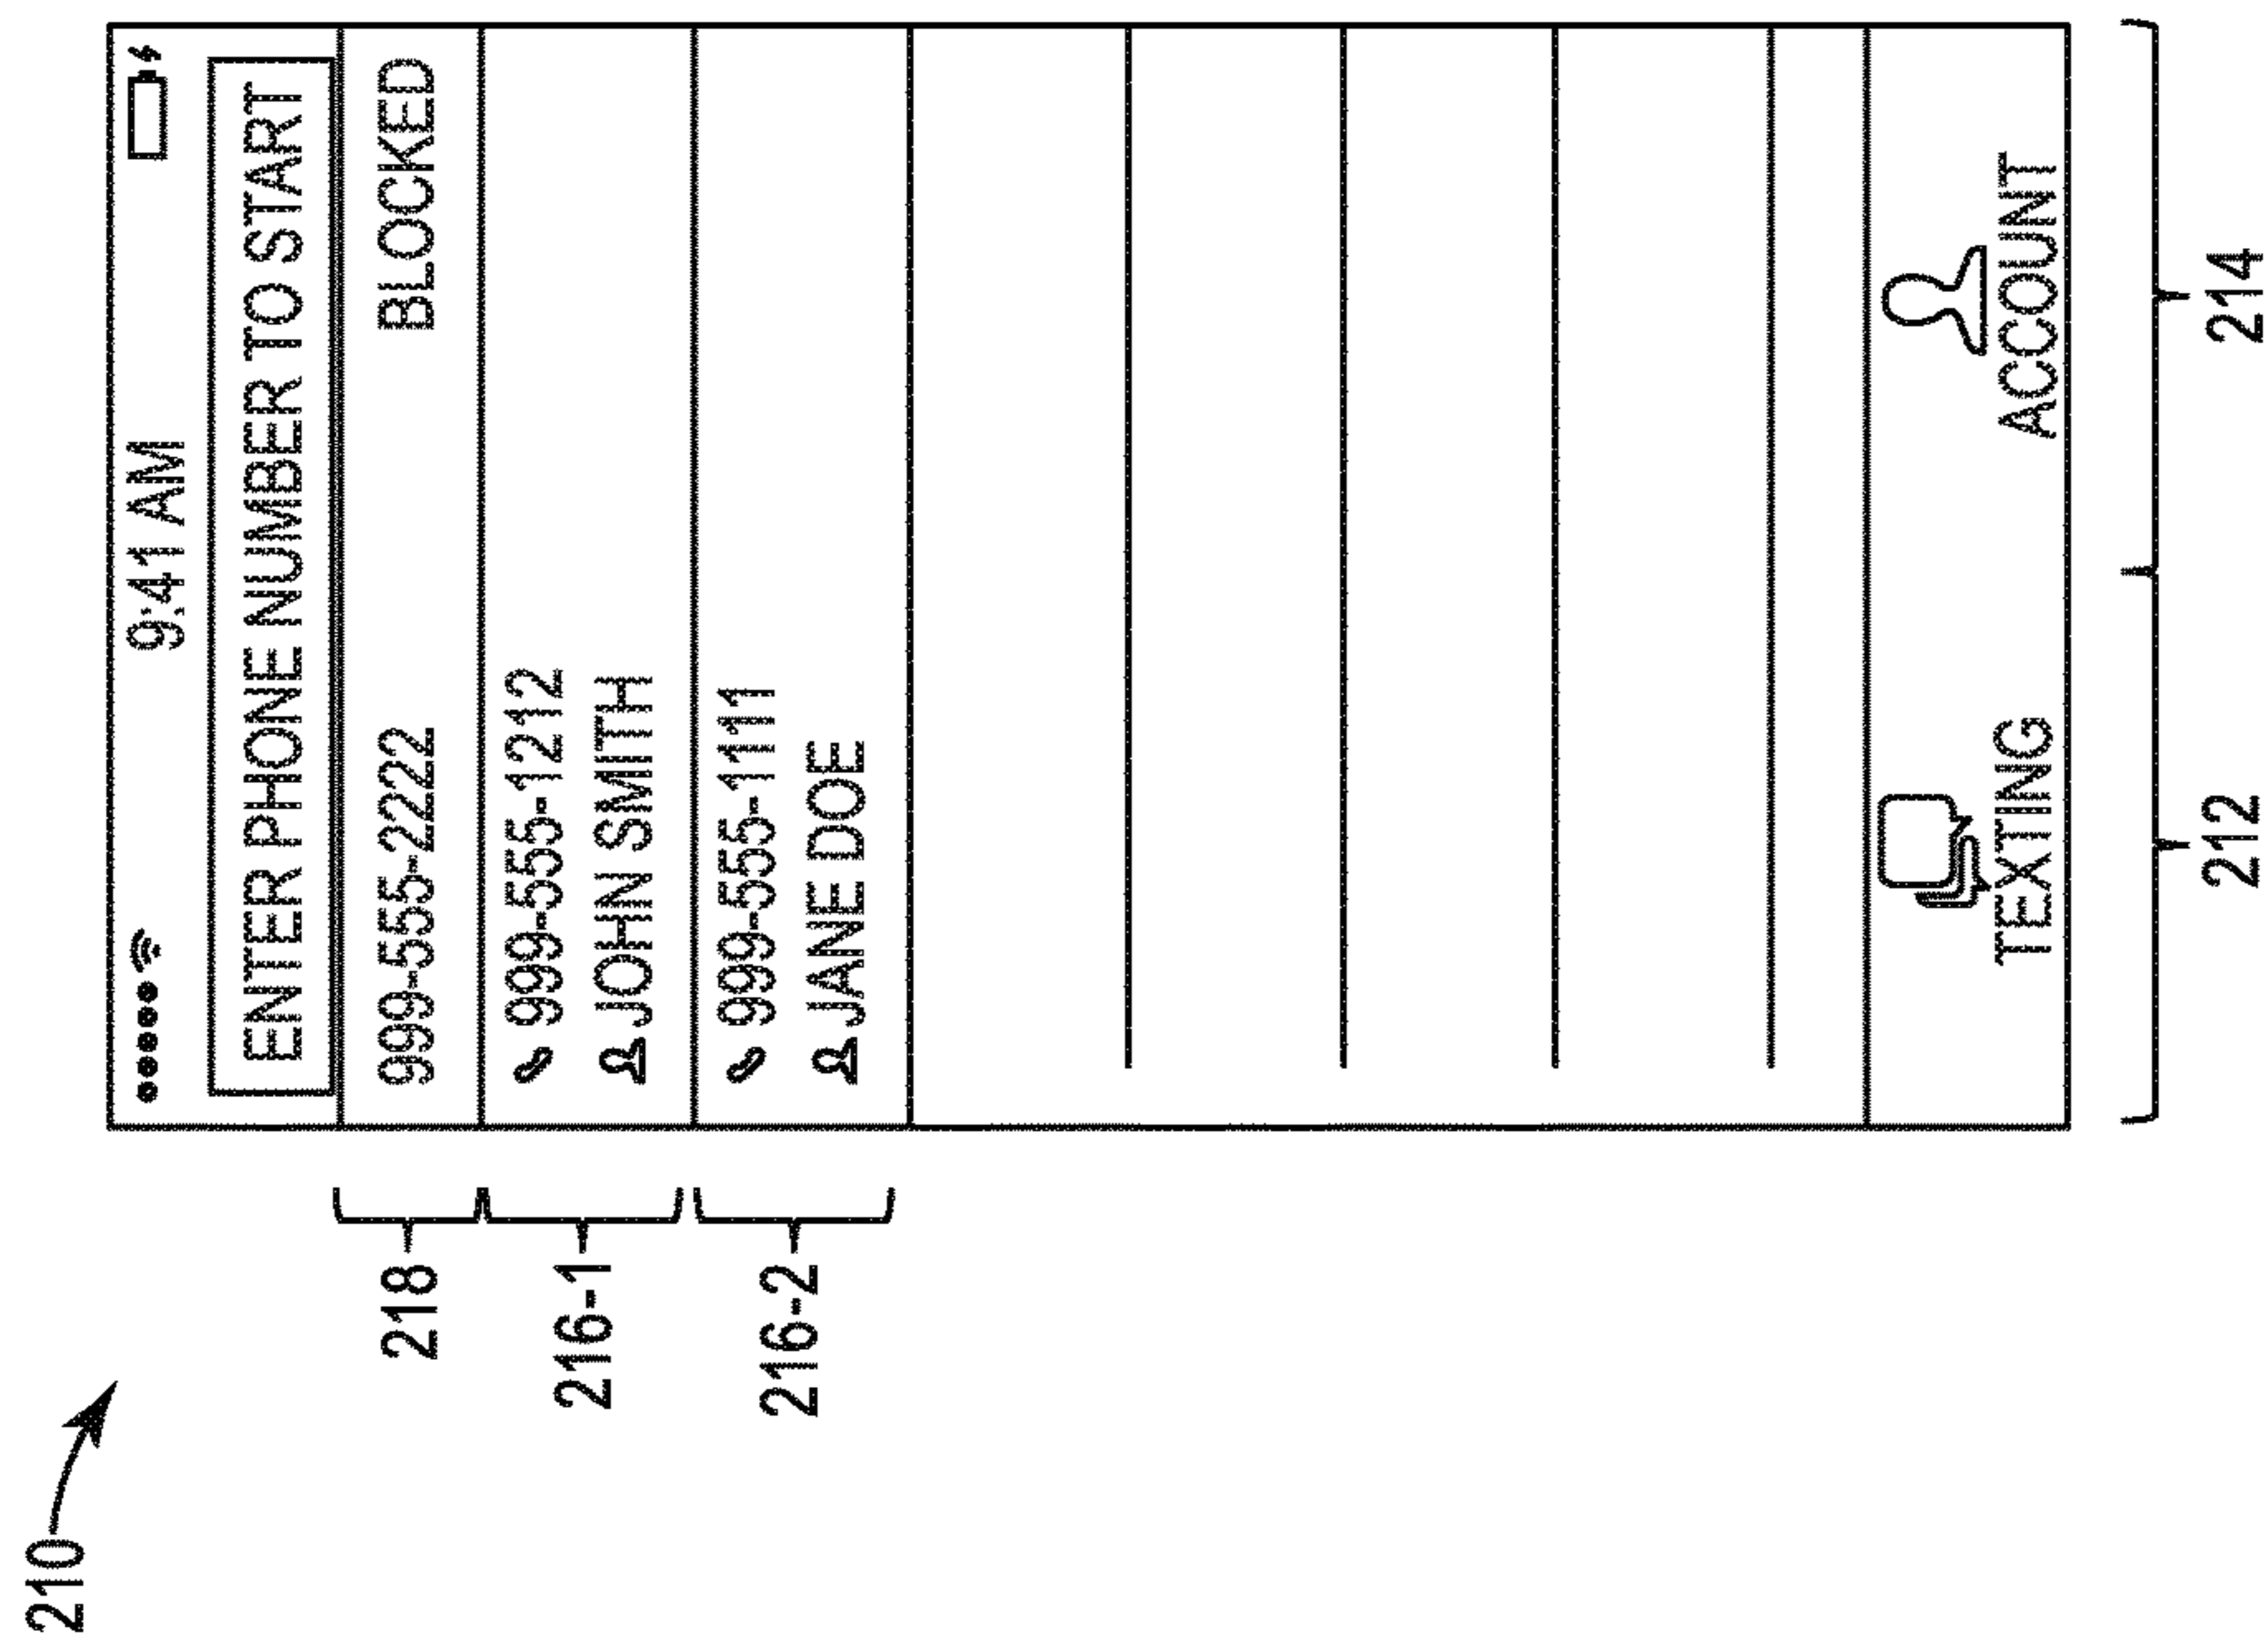 210
9:41 AM
ENTER PHONE NUMBER TO START
218
999-555-2222 BLOCKED
216-1
999-555-1212
JOHN SMITH
216-2
999-555-1111
JANE DOE
TEXTING ACCOUNT
212 214